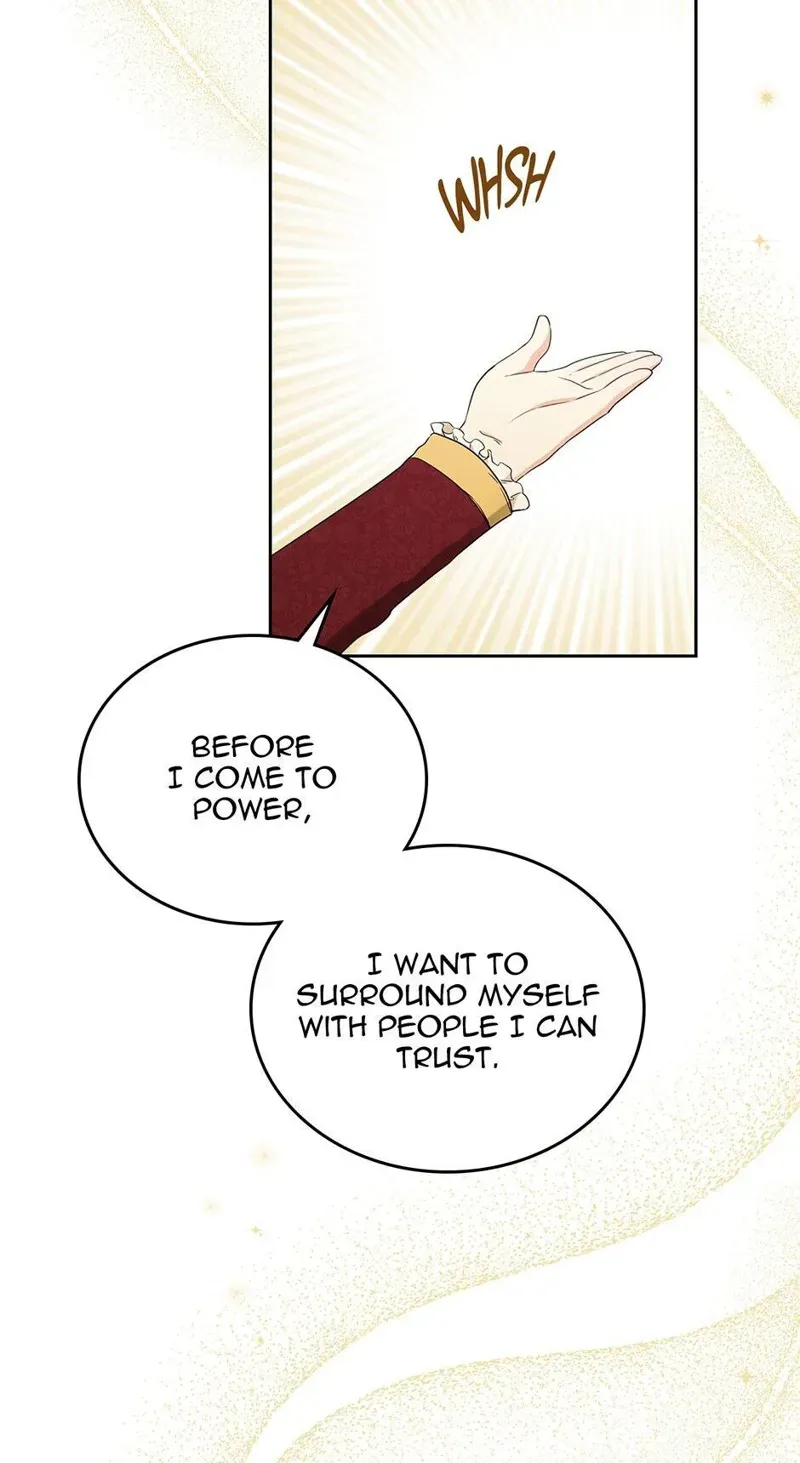 WHSH
BEFORE
I COME TO
POWER,
I WANT TO
SURROUND MYSELF
WITH PEOPLE I CAN
TRUST.